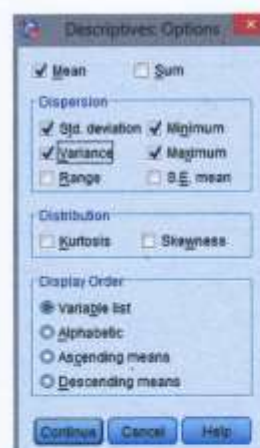 Descriptives: Options
Mean Sum
Dispersion
Std. deviation Minimum
Variance Maximum
Range S.E. mean
Distribution
Kurtosis Skewness
Display Order
Variable list
Alphabetic
Ascending means
Descending means
Continue Cancel Help